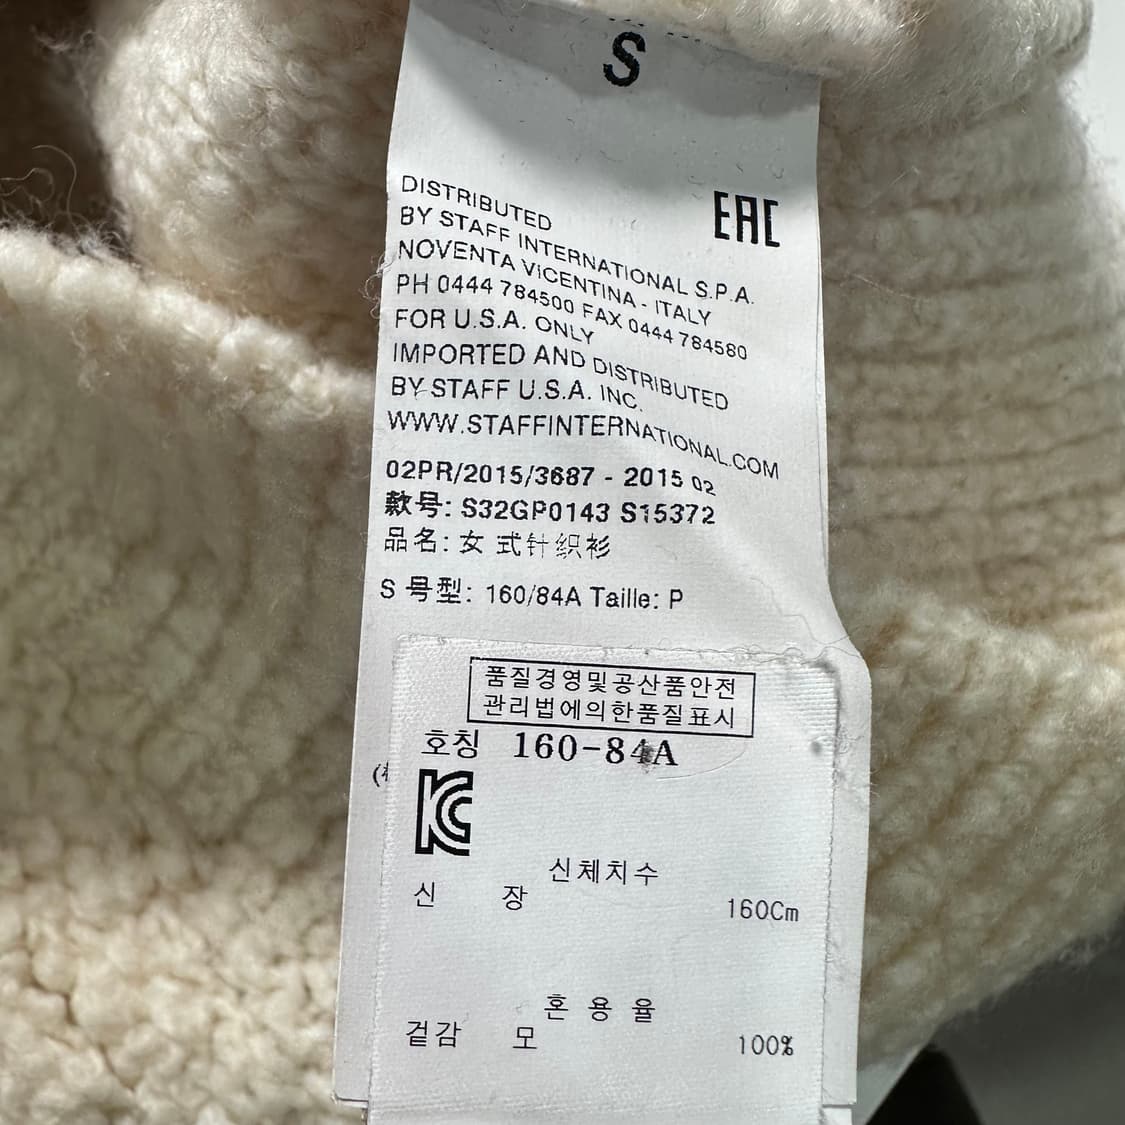 S
DISTRIBUTED
BY STAFF INTERNATIONAL S.P.A.
NOVENTA VICENTINA - ITALY
PH 0444 784500 FAX 0444 784580
FOR U.S.A. ONLY
IMPORTED AND DISTRIBUTED
BY STAFF U.S.A. INC.
WWW.STAFFINTERNATIONAL.COM
EAC
02PR/2015/3687 - 2015 02
款号: S32GP0143 S15372
品名: 女 式针织衫
S 号型: 160/84A Taille: P
품질경영및공산품안전
관리법에의한품질표시
호칭 160-84A
KC
신체치수
신 장 160Cm
혼 용 율
겉감 모 100%